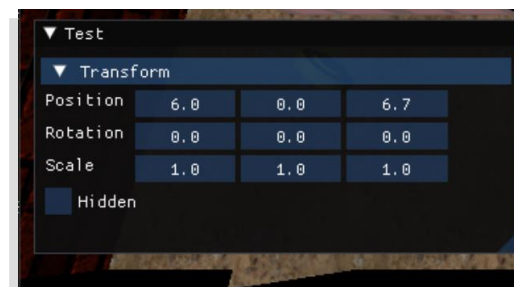 Test
Transform
Position 6.0 0.0 6.7
Rotation 0.0 0.0 0.0
Scale 1.0 1.0 1.0
Hidden